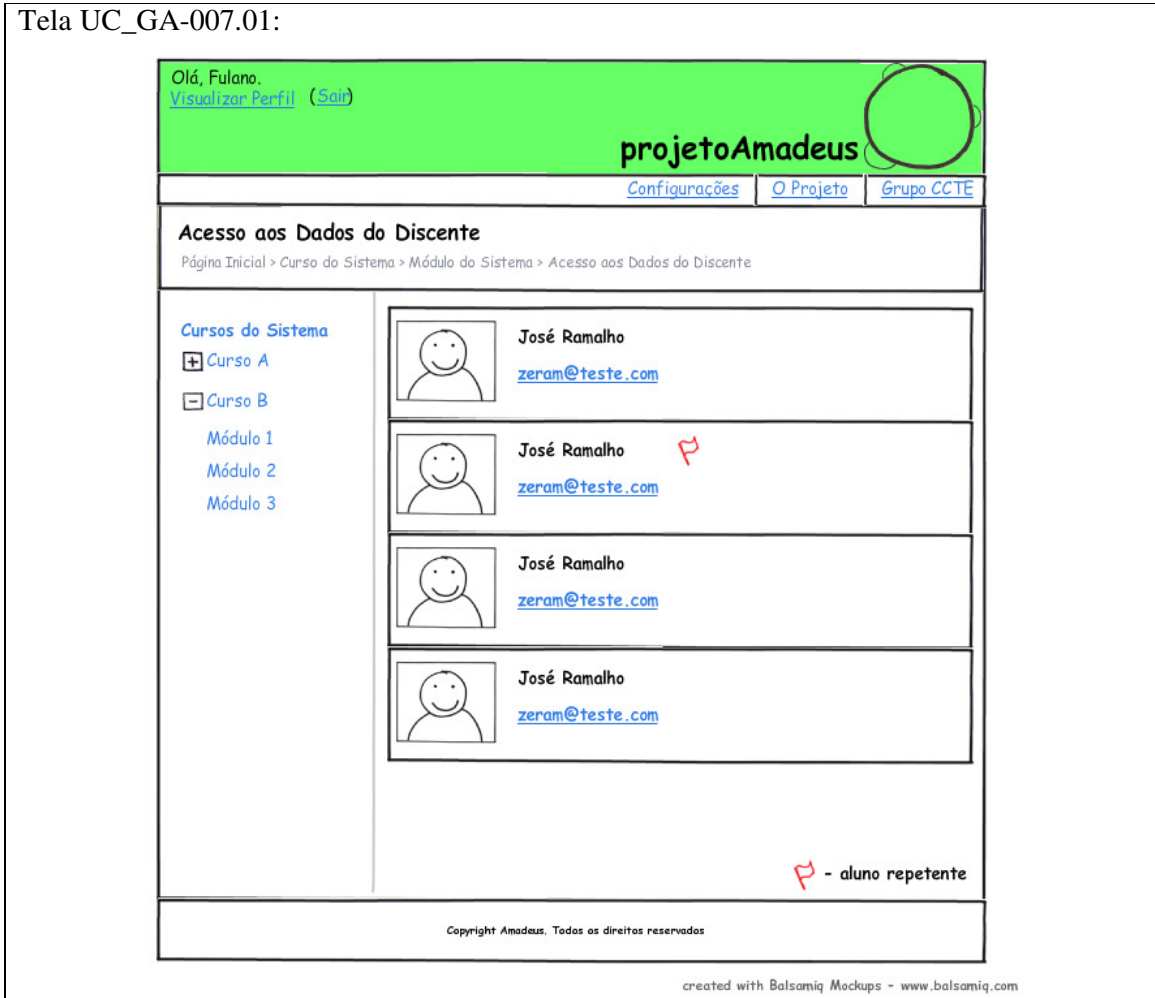 Tela UC_GA-007.01:
Olá, Fulano.
Visualizar Perfil (Sair)
projetoAmadeus
Configurações O Projeto Grupo CCTE
Acesso aos Dados do Discente
Página Inicial > Curso do Sistema > Módulo do Sistema > Acesso aos Dados do Discente
Cursos do Sistema
+ Curso A
- Curso B
Módulo 1
Módulo 2
Módulo 3
José Ramalho
zeram@teste.com
José Ramalho
zeram@teste.com
José Ramalho
zeram@teste.com
José Ramalho
zeram@teste.com
- aluno repetente
Copyright Amadeus. Todos os direitos reservados
created with Balsamiq Mockups - www.balsamiq.com